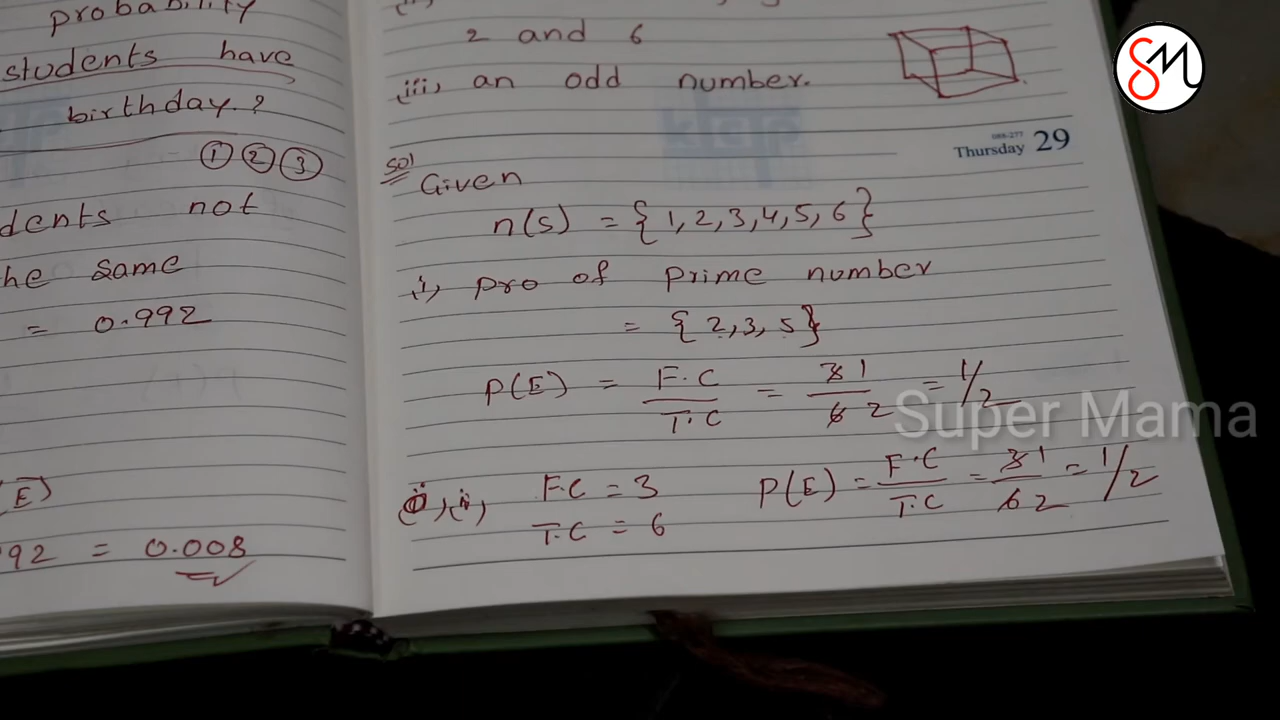 probability
students have
birthday?
① ② ③
dents not
he same
= 0.992
E)
92 = 0.008
2 and 6
(iii) an odd number.
Thursday 29
Sol
Given
n(s) = {1,2,3,4,5,6}
i) pro of prime number
= {2,3,5}
P(E) = F.C/T.C = 3 1/6 2 = 1/2
(ii),(iii), F.C = 3 P(E) = F.C/T.C = 3 1/6 2 = 1/2
T.C = 6
SM
Super Mama